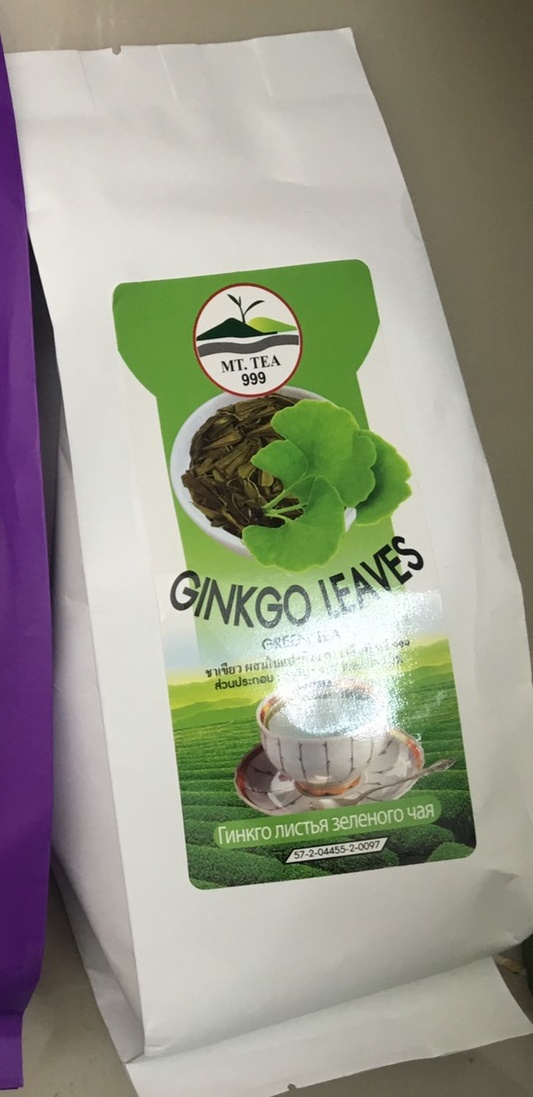 MT. TEA
999
GINKGO LEAVES
GREEN TEA
ชาเขียว
ส่วนประกอบ
Гинкго листья зеленого чая
57-2-04455-2-0097